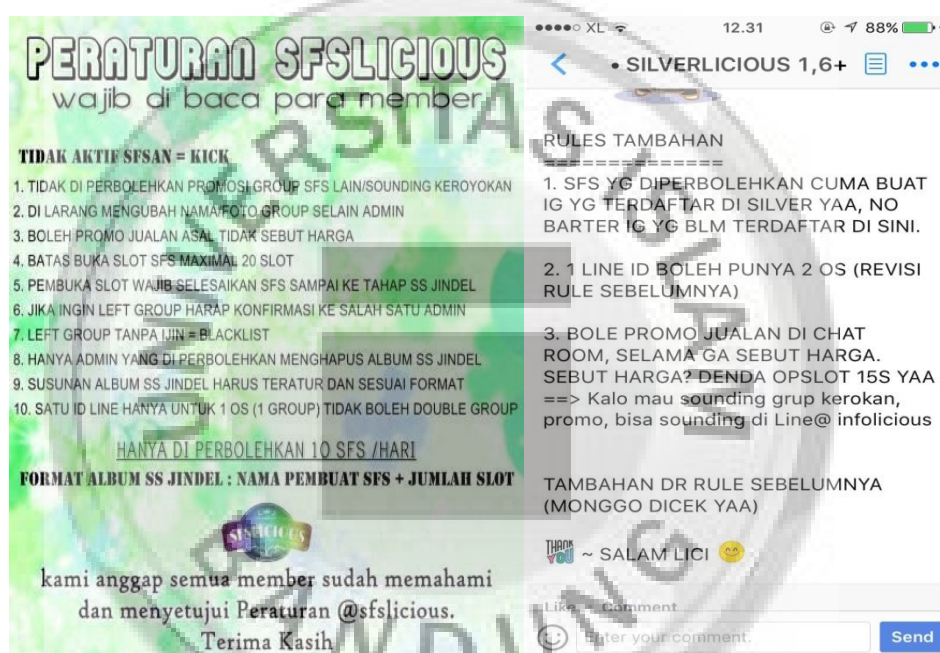 PERATURAN SFSLICIOUS
wajib di baca para member
TIDAK AKTIF SFSAN = KICK
1. TIDAK DI PERBOLEHKAN PROMOSI GROUP SFS LAIN/SOUNDING KEROYOKAN
2. DI LARANG MENGUBAH NAMA/FOTO GROUP SELAIN ADMIN
3. BOLEH PROMO JUALAN ASAL TIDAK SEBUT HARGA
4. BATAS BUKA SLOT SFS MAXIMAL 20 SLOT
5. PEMBUKA SLOT WAJIB SELESAIKAN SFS SAMPAI KE TAHAP SS JINDEL
6. JIKA INGIN LEFT GROUP HARAP KONFIRMASI KE SALAH SATU ADMIN
7. LEFT GROUP TANPA IJIN = BLACKLIST
8. HANYA ADMIN YANG DI PERBOLEHKAN MENGHAPUS ALBUM SS JINDEL
9. SUSUNAN ALBUM SS JINDEL HARUS TERATUR DAN SESUAI FORMAT
10. SATU ID LINE HANYA UNTUK 1 OS (1 GROUP) TIDAK BOLEH DOUBLE GROUP
HANYA DI PERBOLEHKAN 10 SFS /HARI
FORMAT ALBUM SS JINDEL : NAMA PEMBUAT SFS + JUMLAH SLOT
SFSLICIOUS
kami anggap semua member sudah memahami
dan menyetujui Peraturan @sfslicious.
Terima Kasih
XL 12.31 88%
• SILVERLICIOUS 1,6+
RULES TAMBAHAN
===============
1. SFS YG DIPERBOLEHKAN CUMA BUAT
IG YG TERDAFTAR DI SILVER YAA, NO
BARTER IG YG BLM TERDAFTAR DI SINI.
2. 1 LINE ID BOLEH PUNYA 2 OS (REVISI
RULE SEBELUMNYA)
3. BOLE PROMO JUALAN DI CHAT
ROOM, SELAMA GA SEBUT HARGA.
SEBUT HARGA? DENDA OPSLOT 15S YAA
==> Kalo mau sounding grup kerokan,
promo, bisa sounding di Line@ infolicious
TAMBAHAN DR RULE SEBELUMNYA
(MONGGO DICEK YAA)
THANK YOU ~ SALAM LICI 😊
Like • Comment
Enter your comment. Send
UNIVERSITAS ISLAM
BANDUNG